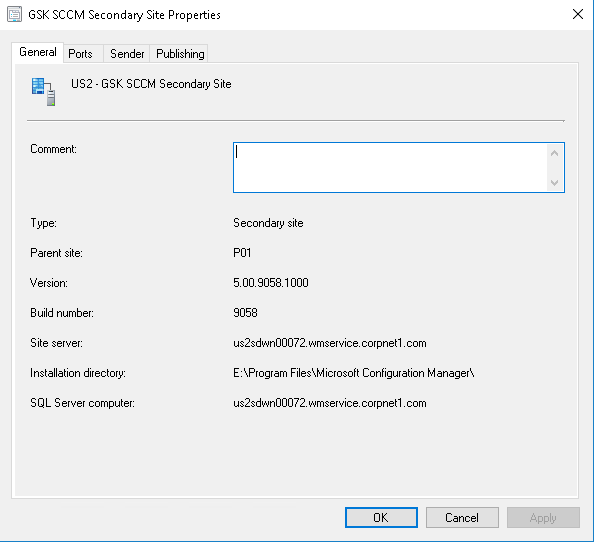 GSK SCCM Secondary Site Properties
General Ports Sender Publishing
US2 - GSK SCCM Secondary Site
Comment:
Type: Secondary site
Parent site: P01
Version: 5.00.9058.1000
Build number: 9058
Site server: us2sdwn00072.wmservice.corpnet1.com
Installation directory: E:\Program Files\Microsoft Configuration Manager\
SQL Server computer: us2sdwn00072.wmservice.corpnet1.com
OK Cancel Apply